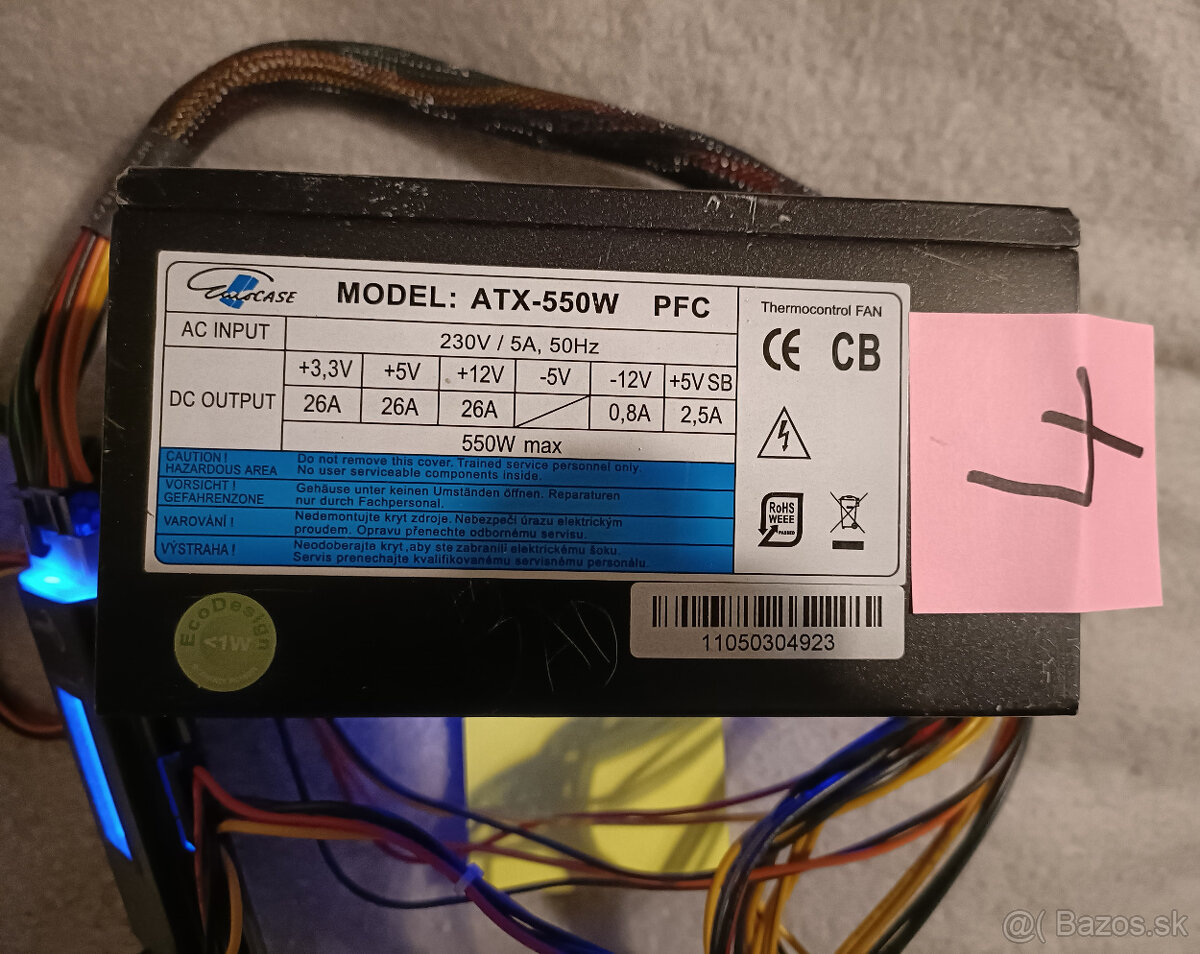 EuroCASE MODEL: ATX-550W PFC
AC INPUT 230V / 5A, 50Hz
DC OUTPUT +3,3V +5V +12V -5V -12V +5V SB
26A 26A 26A 0,8A 2,5A
550W max
CAUTION !
HAZARDOUS AREA
Do not remove this cover. Trained service personnel only.
No user serviceable components inside.
VORSICHT !
GEFAHRENZONE
Gehäuse unter keinen Umständen öffnen. Reparaturen
nur durch Fachpersonal.
VAROVÁNÍ !
Nedemontujte kryt zdroje. Nebezpečí úrazu elektrickým
proudem. Opravu přenechte odbornému servisu.
VÝSTRAHA !
Neodoberajte kryt ,aby ste zabranili elektrickému šoku.
Servis prenechajte kvalifikovanému servisnému personálu.
Thermocontrol FAN
CE CB
RoHS
WEEE
PASSED
4
EcoDesign
<1W
11050304923
@( Bazos.sk